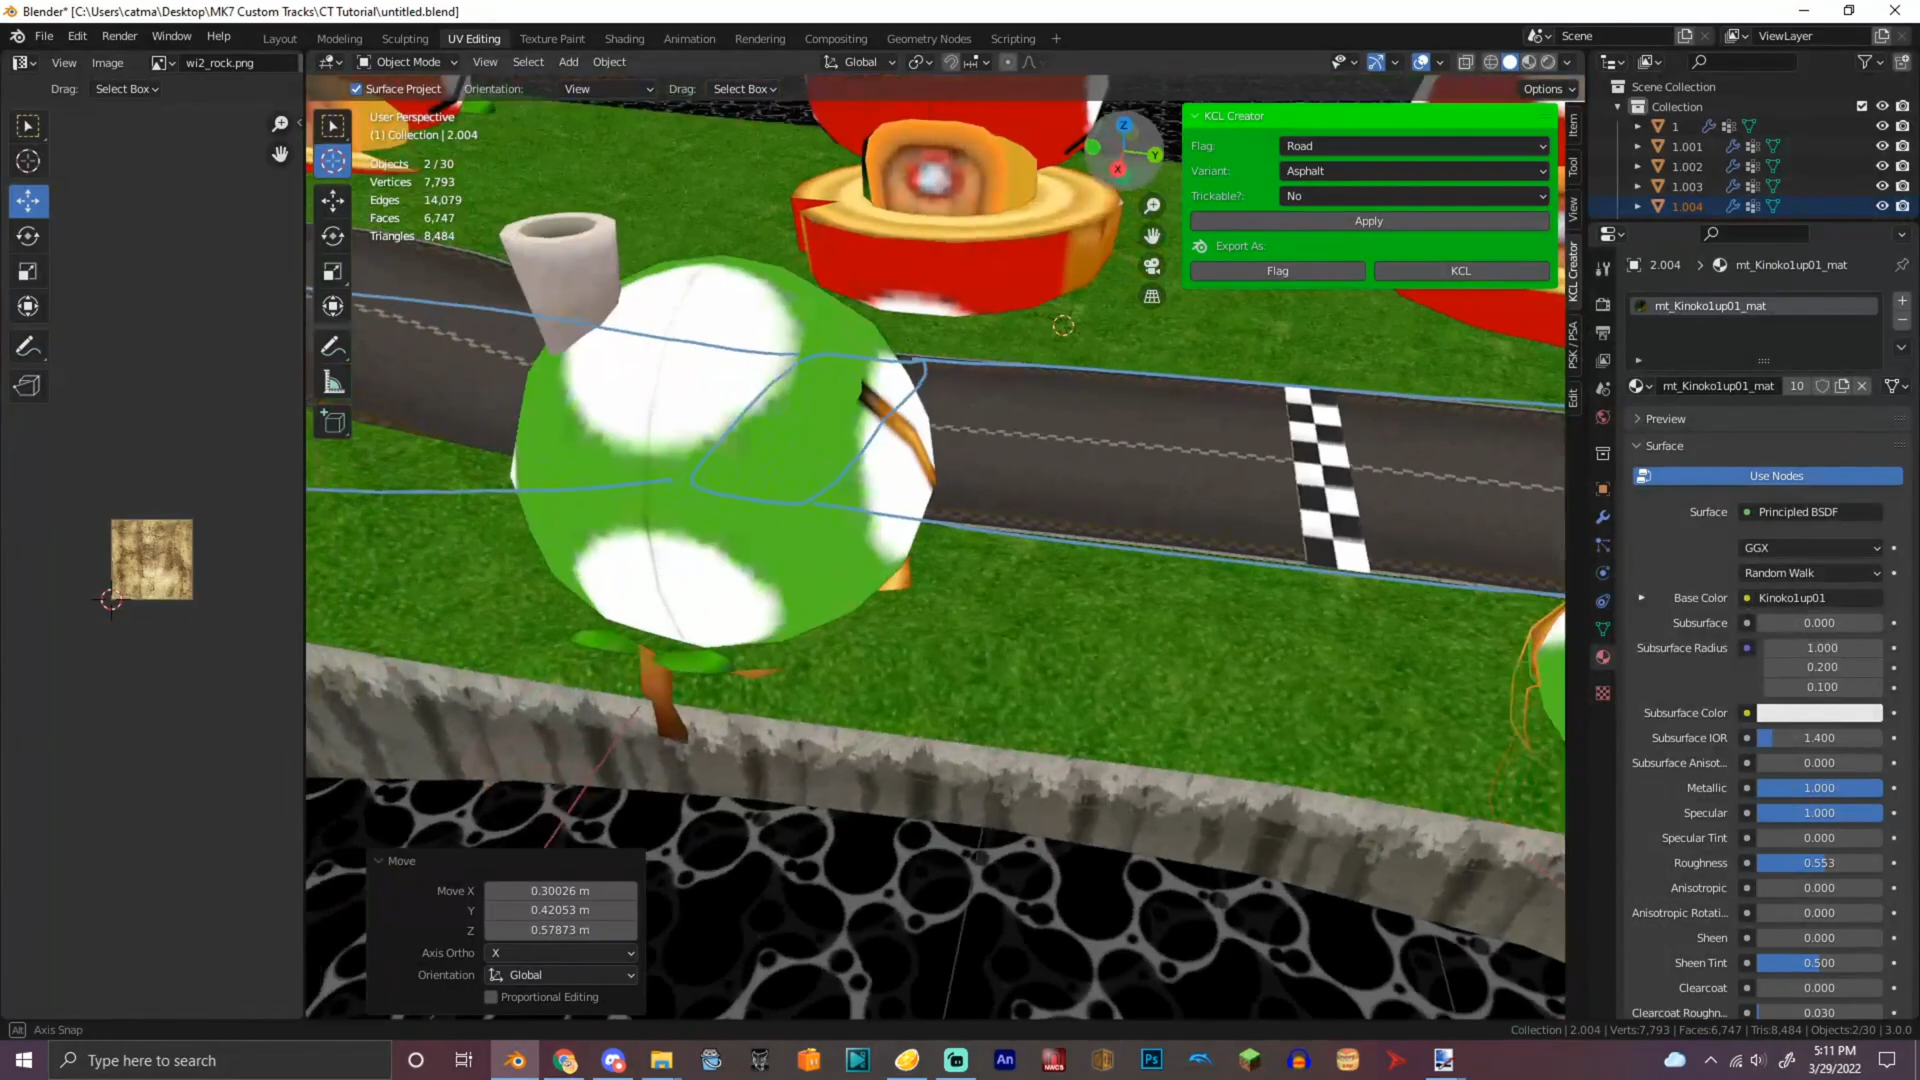 Blender* [C:\Users\catma\Desktop\MK7 Custom Tracks\CT Tutorial\untitled.blend]
File Edit Render Window Help
Layout Modeling Sculpting UV Editing Texture Paint Shading Animation Rendering Compositing Geometry Nodes Scripting +
Scene
ViewLayer
View Image wi2_rock.png
Object Mode View Select Add Object
Global
Drag: Select Box
Surface Project Orientation: View Drag: Select Box
Options
User Perspective
(1) Collection | 2.004
Objects 2 / 30
Vertices 7,793
Edges 14,079
Faces 6,747
Triangles 8,484
Z
Y
X
KCL Creator
Flag: Road
Variant: Asphalt
Trickable?: No
Apply
Export As:
Flag KCL
Item
Tool
View
KCL Creator
PSK / PSA
Edit
Scene Collection
Collection
1
1.001
1.002
1.003
1.004
2.004 > mt_Kinoko1up01_mat
mt_Kinoko1up01_mat
mt_Kinoko1up01_mat 10
Preview
Surface
Use Nodes
Surface Principled BSDF
GGX
Random Walk
Base Color Kinoko1up01
Subsurface 0.000
Subsurface Radius 1.000
0.200
0.100
Subsurface Color
Subsurface IOR 1.400
Subsurface Anisot... 0.000
Metallic 1.000
Specular 1.000
Specular Tint 0.000
Roughness 0.553
Anisotropic 0.000
Anisotropic Rotati... 0.000
Sheen 0.000
Sheen Tint 0.500
Clearcoat 0.000
Clearcoat Roughn... 0.030
Move
Move X 0.30026 m
Y 0.42053 m
Z 0.57873 m
Axis Ortho X
Orientation Global
Proportional Editing
Alt Axis Snap
Collection | 2.004 | Verts:7,793 | Faces:6,747 | Tris:8,484 | Objects:2/30 | 3.0.0
Type here to search
An
NWCS
Ps
5:11 PM
3/29/2022